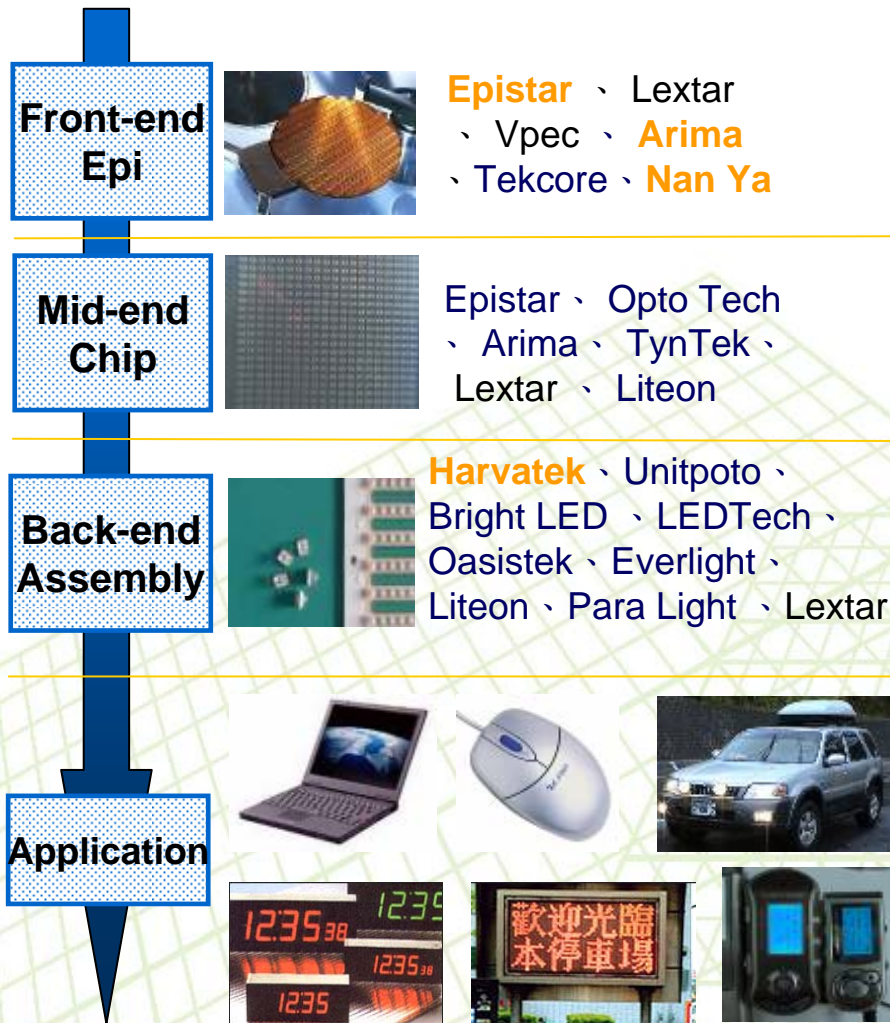 Front-end
Epi
Epistar 、 Lextar
、 Vpec 、 Arima
、Tekcore、Nan Ya
Mid-end
Chip
Epistar、 Opto Tech
、 Arima、 TynTek、
Lextar 、 Liteon
Back-end
Assembly
Harvatek、Unitpoto、
Bright LED 、LEDTech、
Oasistek、Everlight、
Liteon、Para Light 、Lextar
Application
12:35 38
12:35
12:35 38
12:35
歡迎光臨
本停車場